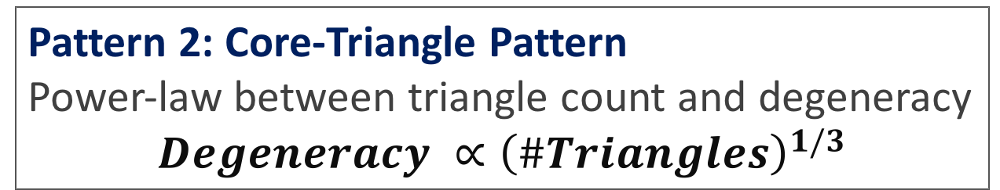 Pattern 2: Core-Triangle Pattern
Power-law between triangle count and degeneracy
Degeneracy ∝ (#Triangles)^{1/3}